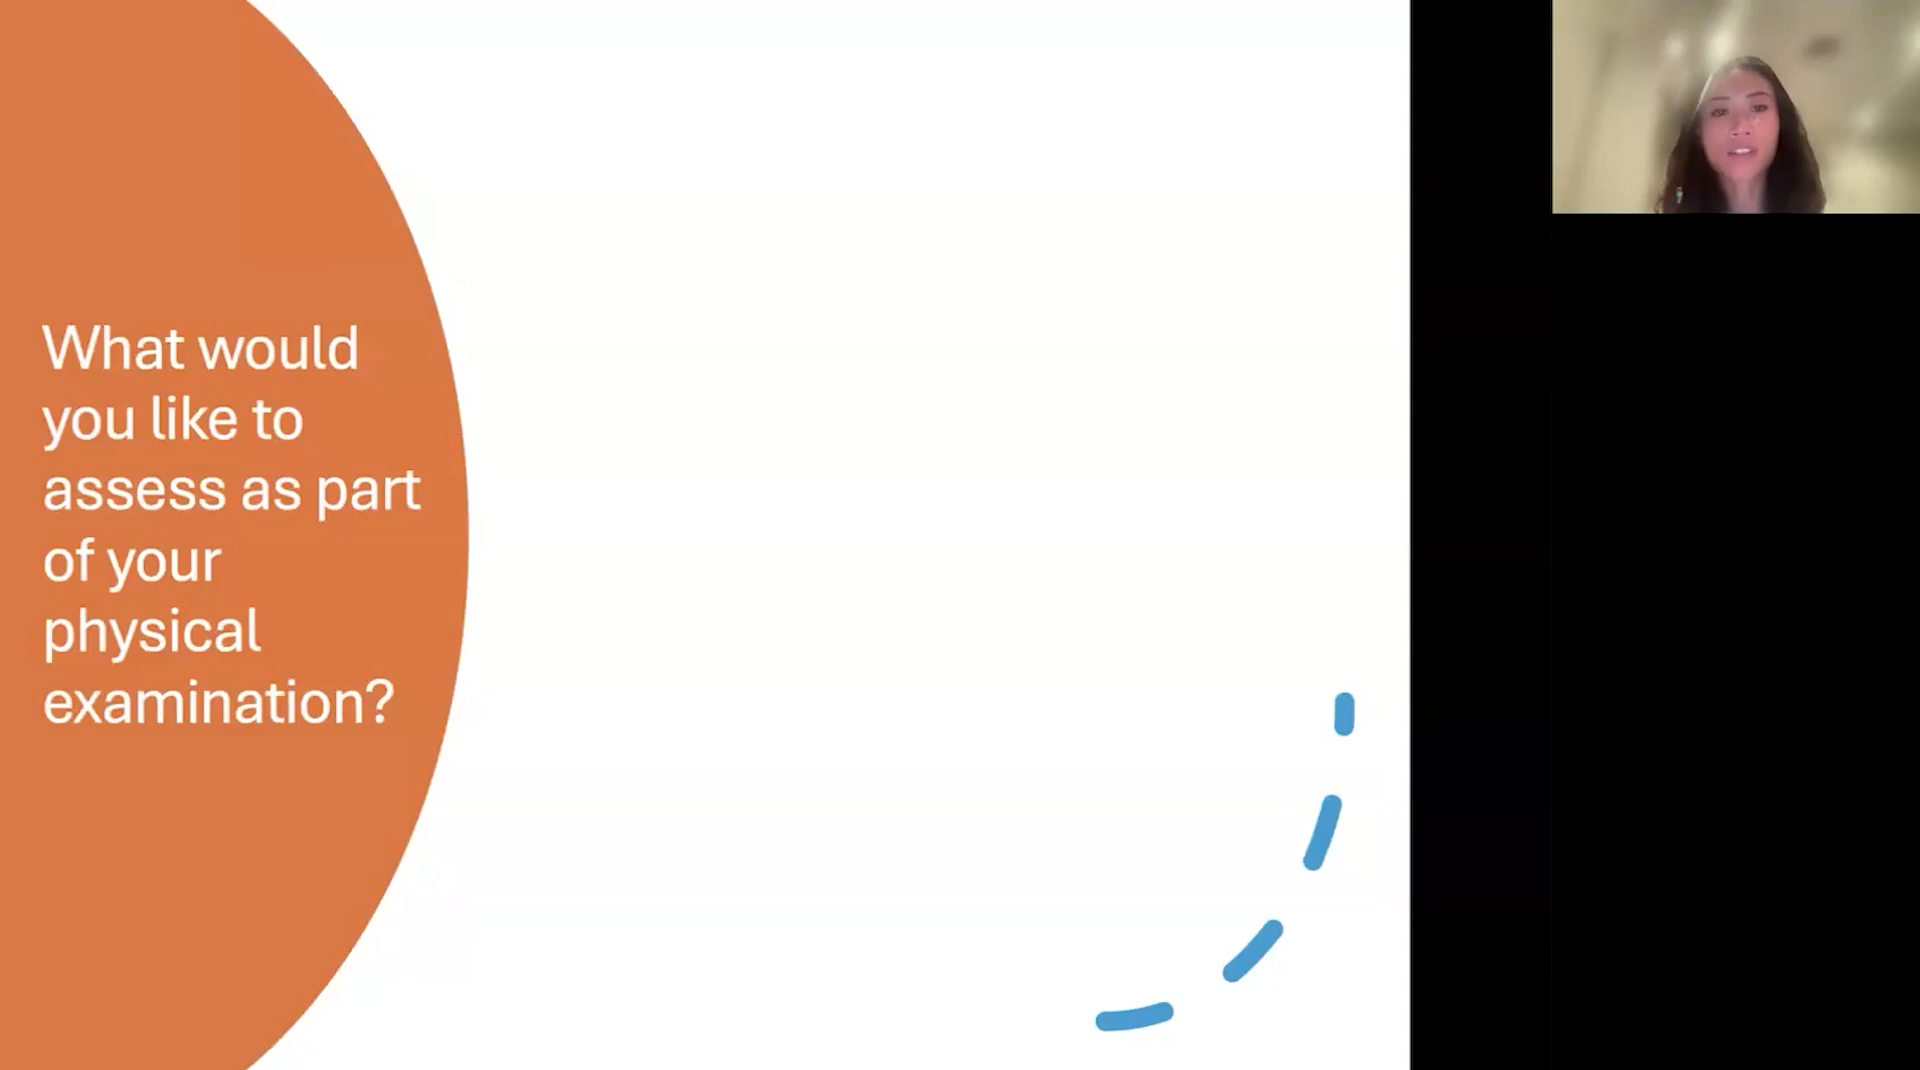 What would
you like to
assess as part
of your
physical
examination?